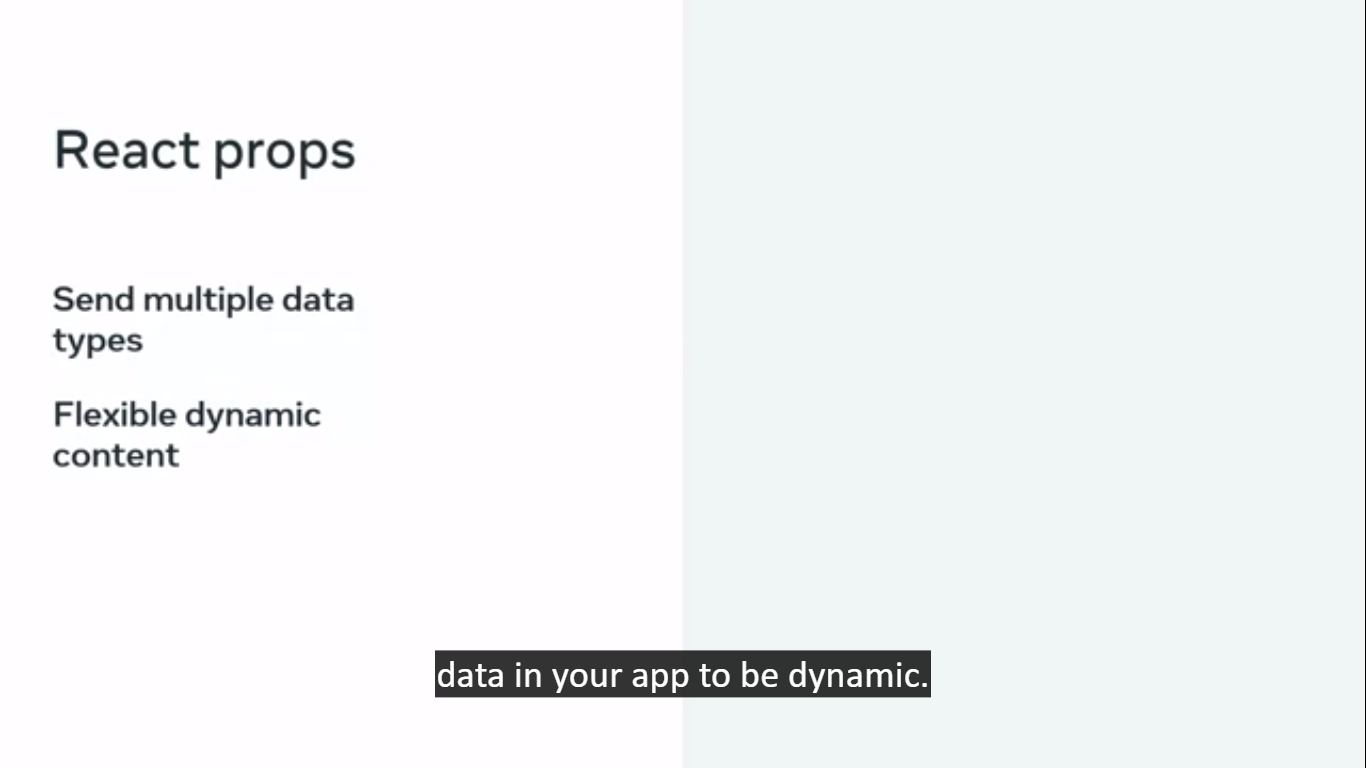 React props
Send multiple data
types
Flexible dynamic
content
data in your app to be dynamic.